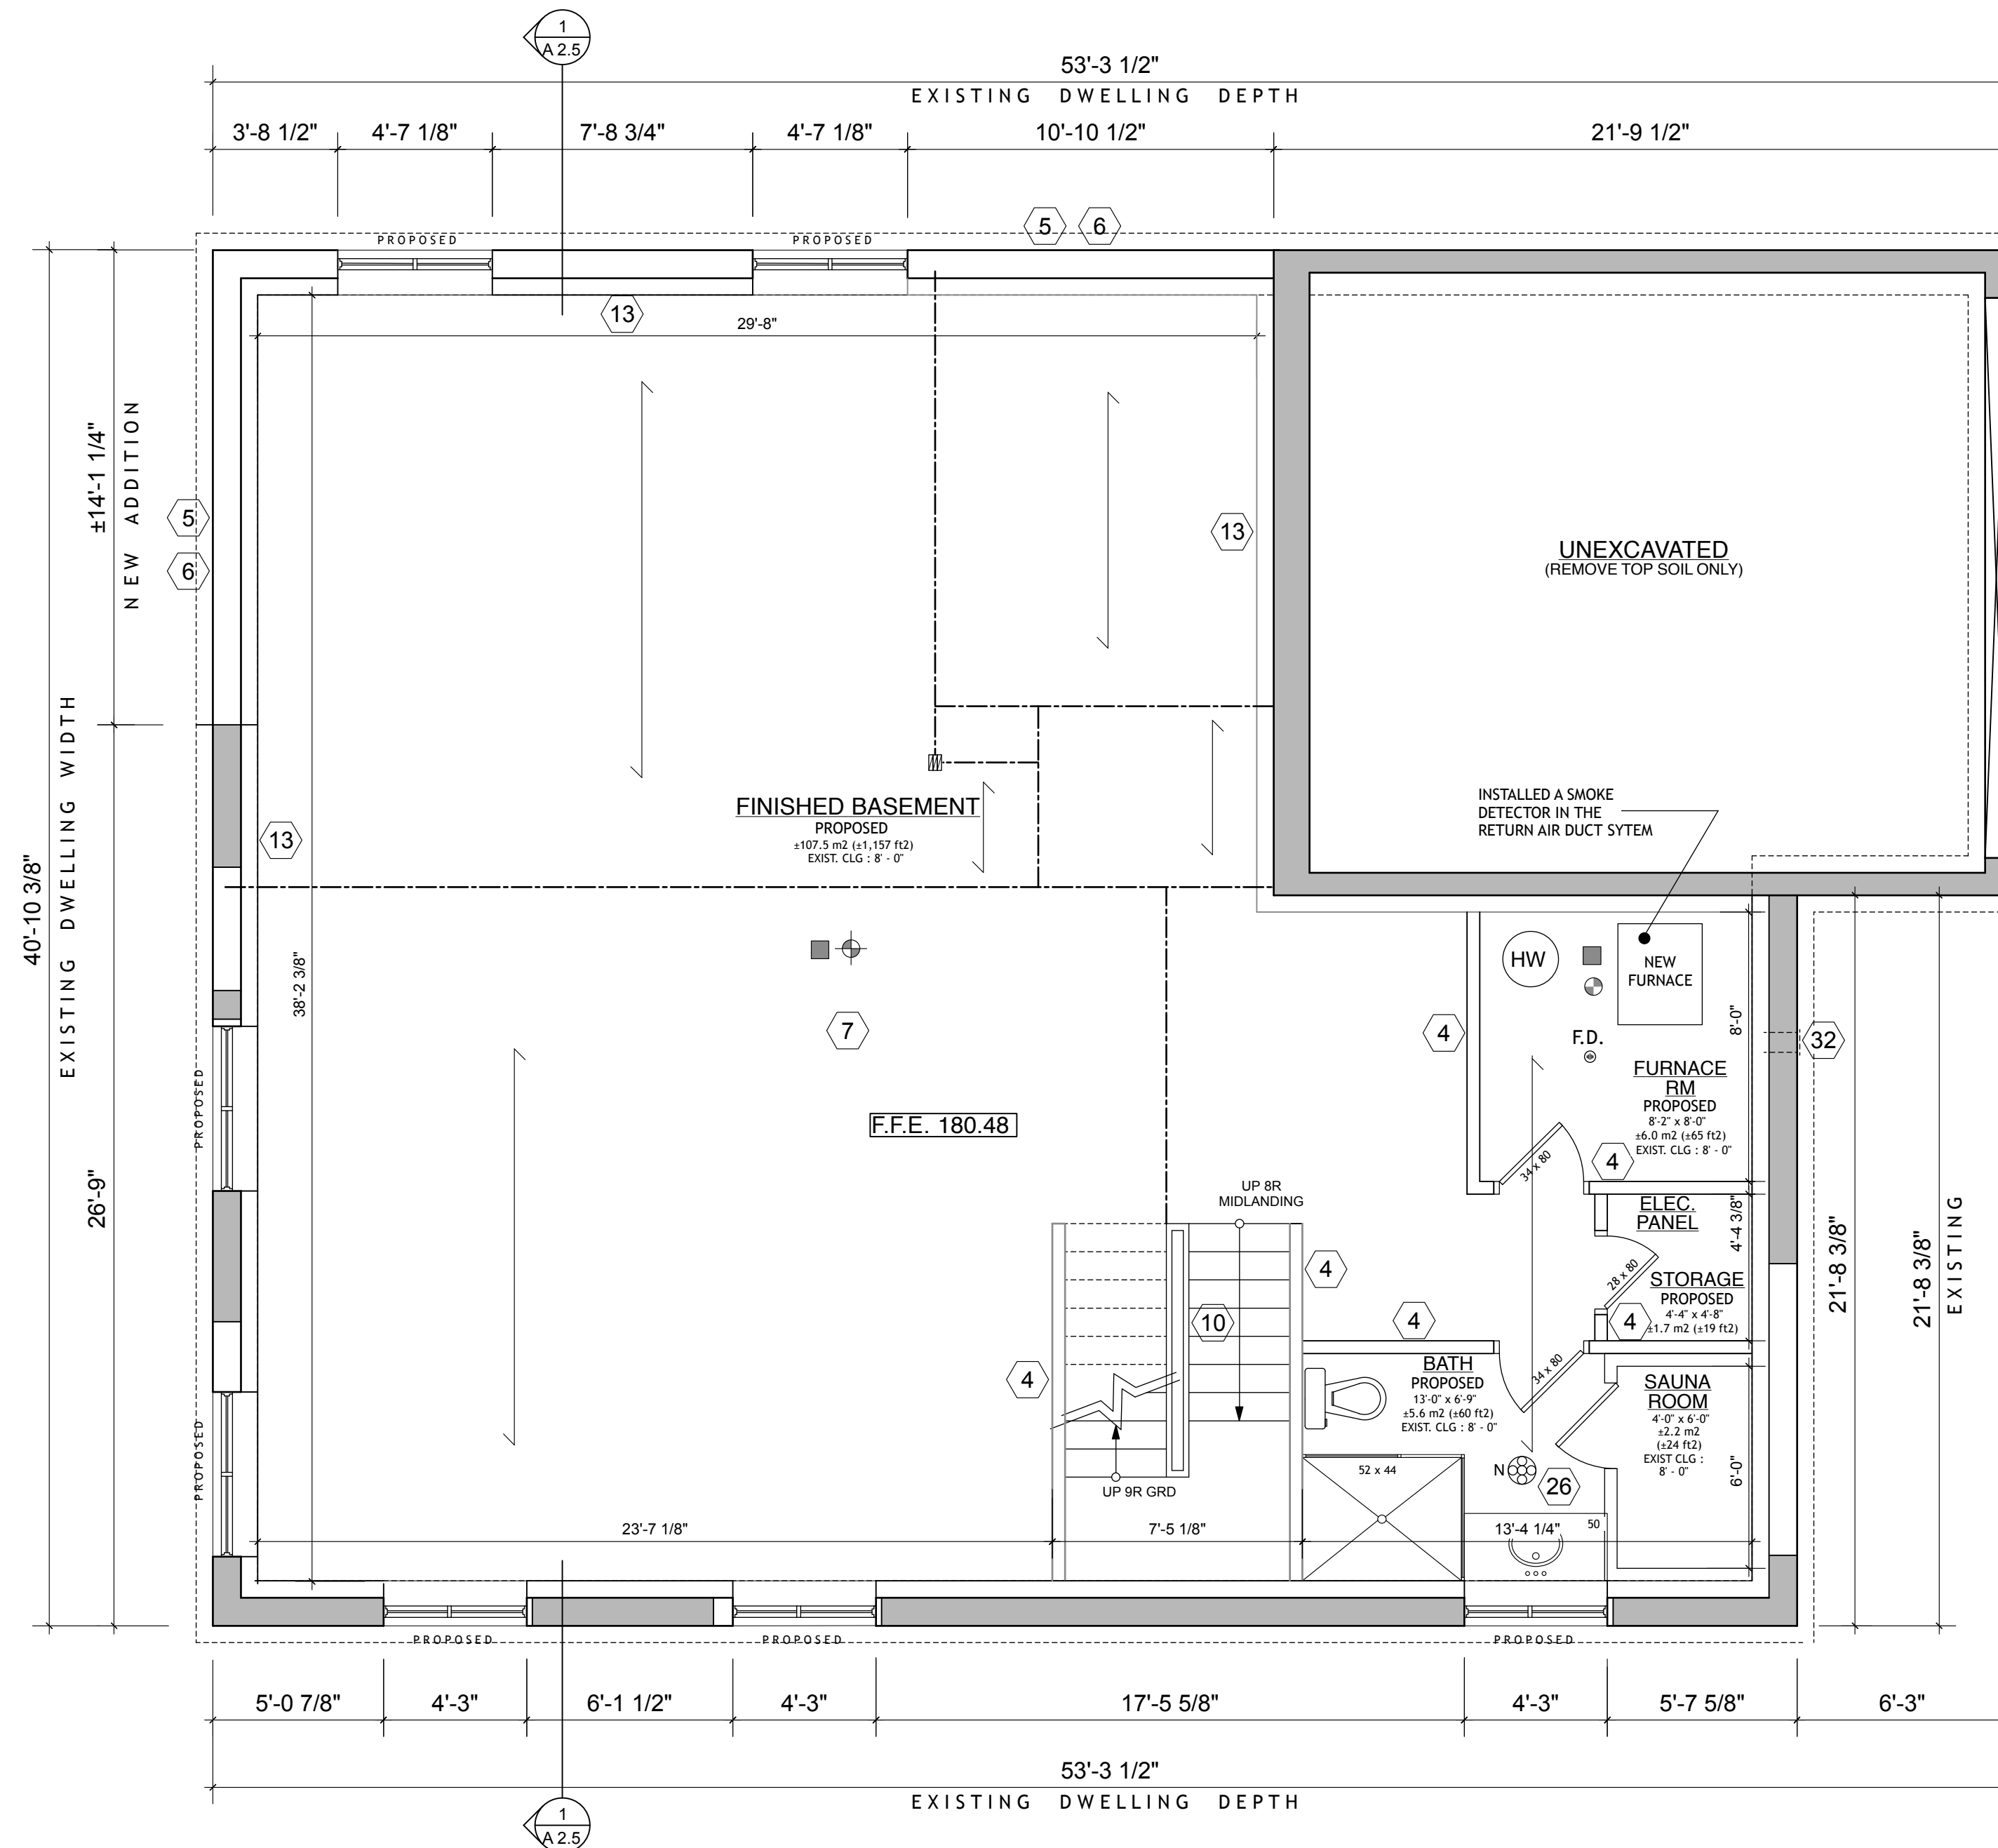 1
A 2.5
53'-3 1/2"
EXISTING DWELLING DEPTH
3'-8 1/2"
4'-7 1/8"
7'-8 3/4"
4'-7 1/8"
10'-10 1/2"
21'-9 1/2"
5
6
PROPOSED
PROPOSED
13
29'-8"
±14'-1 1/4"
NEW ADDITION
5
6
13
UNEXCAVATED
(REMOVE TOP SOIL ONLY)
40'-10 3/8"
EXISTING DWELLING WIDTH
13
FINISHED BASEMENT
PROPOSED
±107.5 m2 (±1,157 ft2)
EXIST. CLG : 8' - 0"
INSTALLED A SMOKE
DETECTOR IN THE
RETURN AIR DUCT SYTEM
38'-2 3/8"
26'-9"
7
F.F.E. 180.48
HW
NEW
FURNACE
4
F.D.
8'-0"
32
FURNACE
RM
PROPOSED
8'-2" x 8'-0"
±6.0 m2 (±65 ft2)
EXIST. CLG : 8' - 0"
PROPOSED
34 x 80
4
UP 8R
MIDLANDING
ELEC.
PANEL
4'-4 3/8"
28 x 80
STORAGE
PROPOSED
4'-4" x 4'-8"
±1.7 m2 (±19 ft2)
4
4
10
4
4
21'-8 3/8"
21'-8 3/8"
EXISTING
BATH
PROPOSED
13'-0" x 6'-9"
±5.6 m2 (±60 ft2)
EXIST. CLG : 8' - 0"
34 x 80
SAUNA
ROOM
4'-0" x 6'-0"
±2.2 m2
(±24 ft2)
EXIST CLG :
8' - 0"
6'-0"
PROPOSED
52 x 44
N
26
UP 9R GRD
23'-7 1/8"
7'-5 1/8"
13'-4 1/4"
50
PROPOSED
PROPOSED
PROPOSED
5'-0 7/8"
4'-3"
6'-1 1/2"
4'-3"
17'-5 5/8"
4'-3"
5'-7 5/8"
6'-3"
53'-3 1/2"
EXISTING DWELLING DEPTH
1
A 2.5